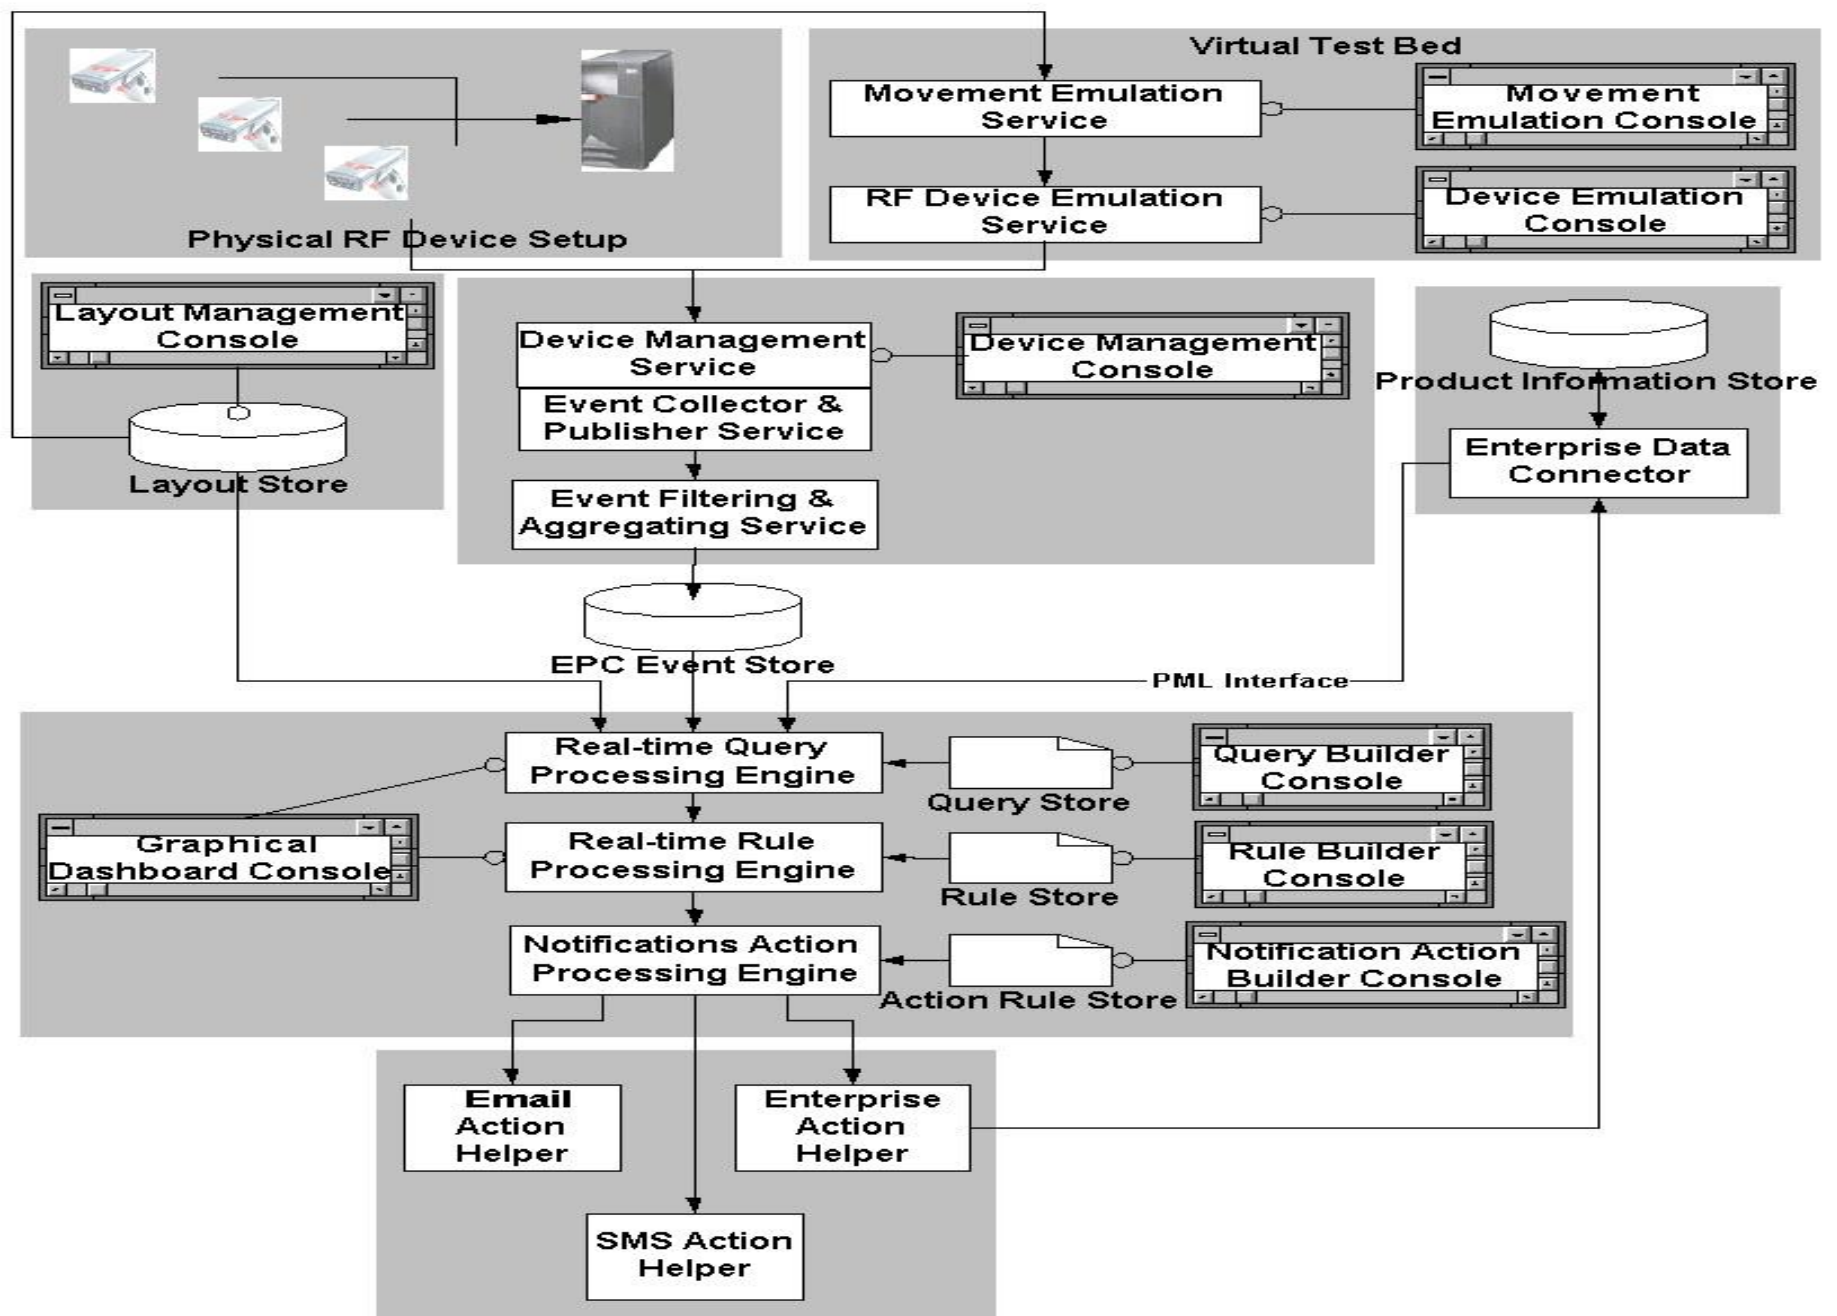 Virtual Test Bed
Movement Emulation
Service
Movement
Emulation Console
RF Device Emulation
Service
Device Emulation
Console
Physical RF Device Setup
Layout Management
Console
Layout Store
Device Management
Service
Device Management
Console
Event Collector &
Publisher Service
Event Filtering &
Aggregating Service
Product Information Store
Enterprise Data
Connector
EPC Event Store
PML Interface
Real-time Query
Processing Engine
Query Store
Query Builder
Console
Graphical
Dashboard Console
Real-time Rule
Processing Engine
Rule Store
Rule Builder
Console
Notifications Action
Processing Engine
Action Rule Store
Notification Action
Builder Console
Email
Action
Helper
Enterprise
Action
Helper
SMS Action
Helper